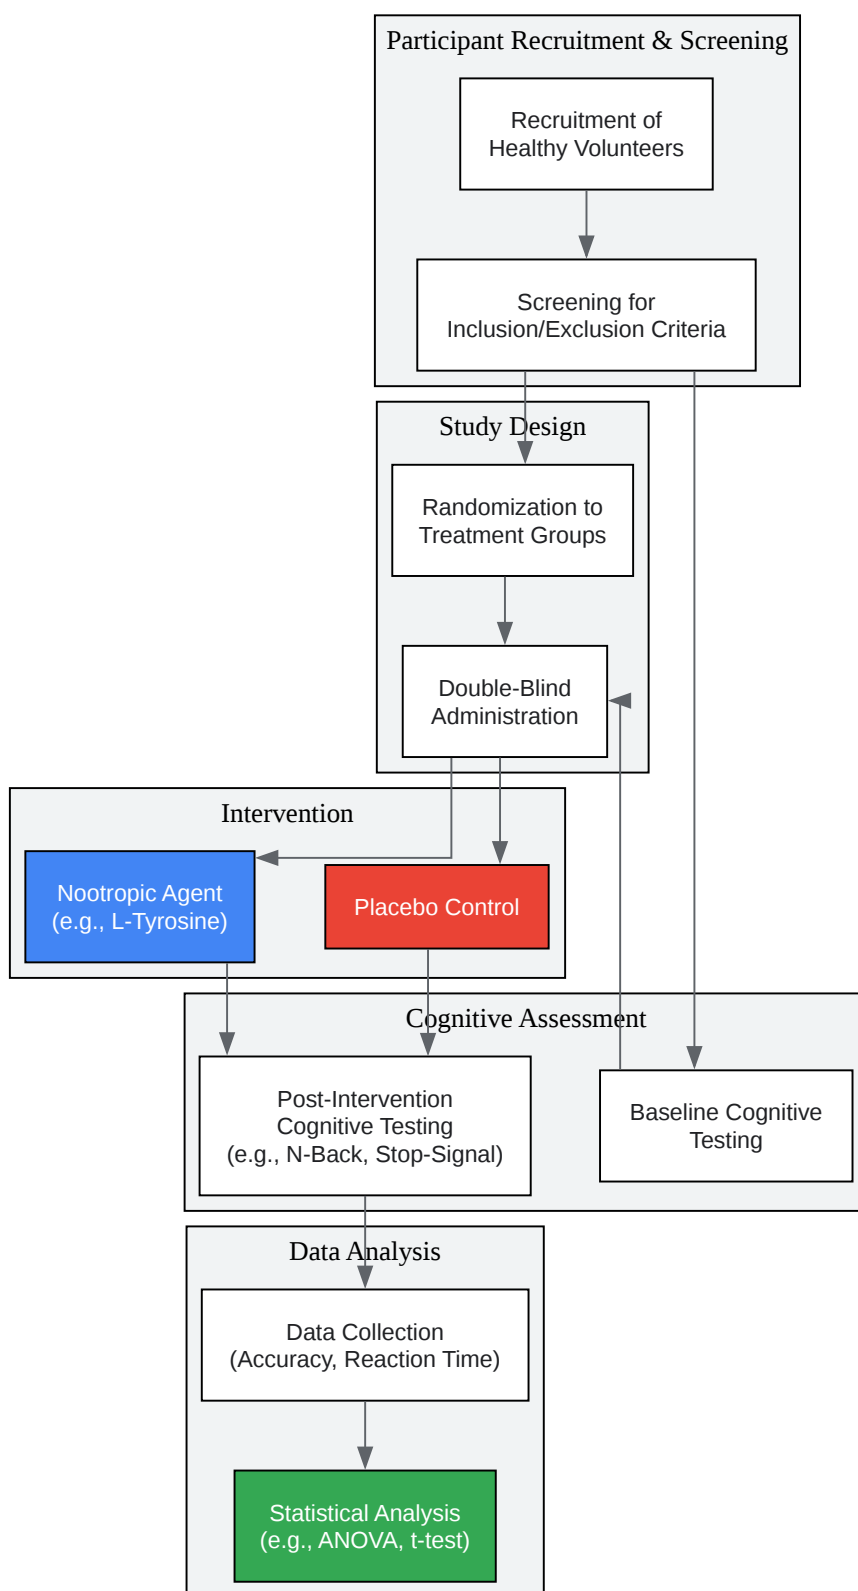 Participant Recruitment & Screening
Recruitment of
Healthy Volunteers
Screening for
Inclusion/Exclusion Criteria
Study Design
Randomization to
Treatment Groups
Double-Blind
Administration
Intervention
Nootropic Agent
(e.g., L-Tyrosine)
Placebo Control
Cognitive Assessment
Post-Intervention
Cognitive Testing
(e.g., N-Back, Stop-Signal)
Baseline Cognitive
Testing
Data Analysis
Data Collection
(Accuracy, Reaction Time)
Statistical Analysis
(e.g., ANOVA, t-test)